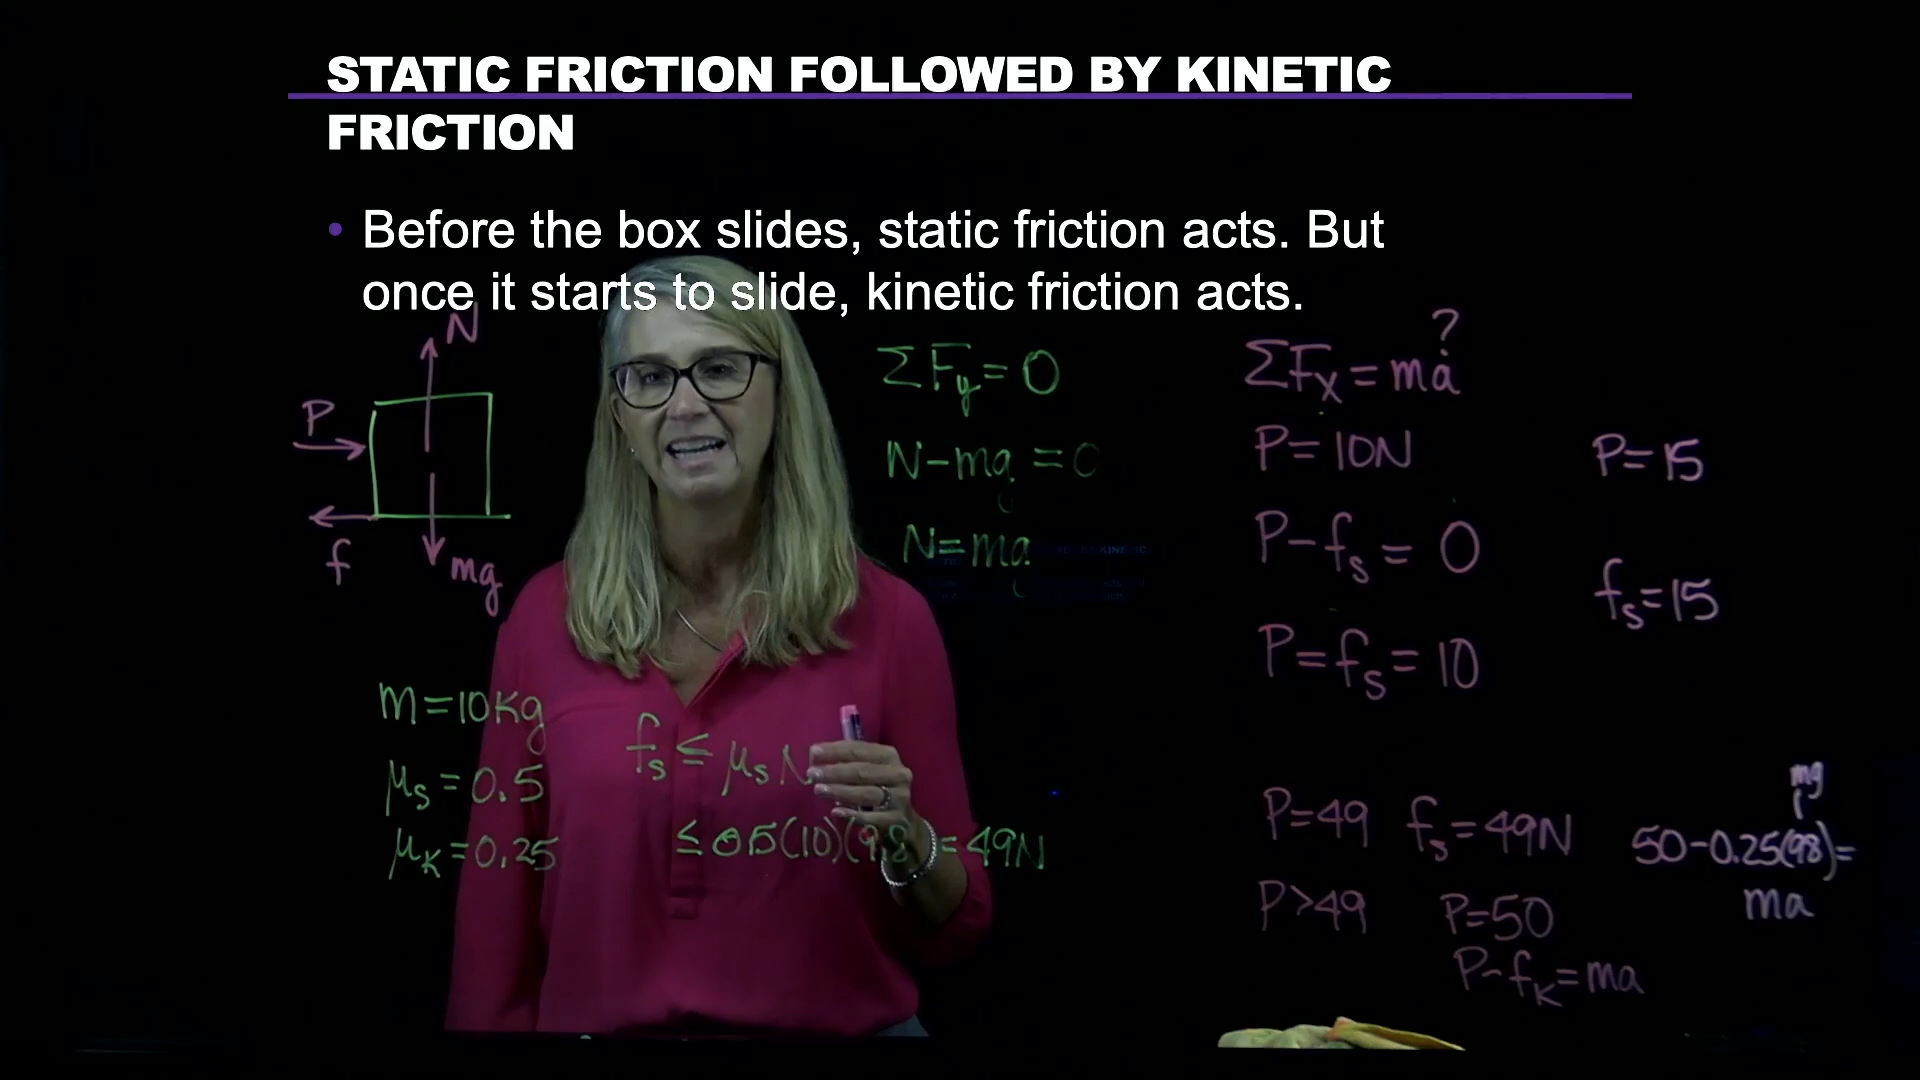 STATIC FRICTION FOLLOWED BY KINETIC
FRICTION
• Before the box slides, static friction acts. But
once it starts to slide, kinetic friction acts.
N
P
f
mg
m=10Kg
μs=0.5
μK=0.25
fs ≤ μs N
≤ 0.5(10)(9.8)=49N
ΣFy=0
N-mg=0
N=mg
?
ΣFx=ma
P=10N
P-fs=0
P=fs=10
P=15
fs=15
P=49 fs=49N
P>49 P=50
P-fK=ma
mg
50-0.25(98)=
ma